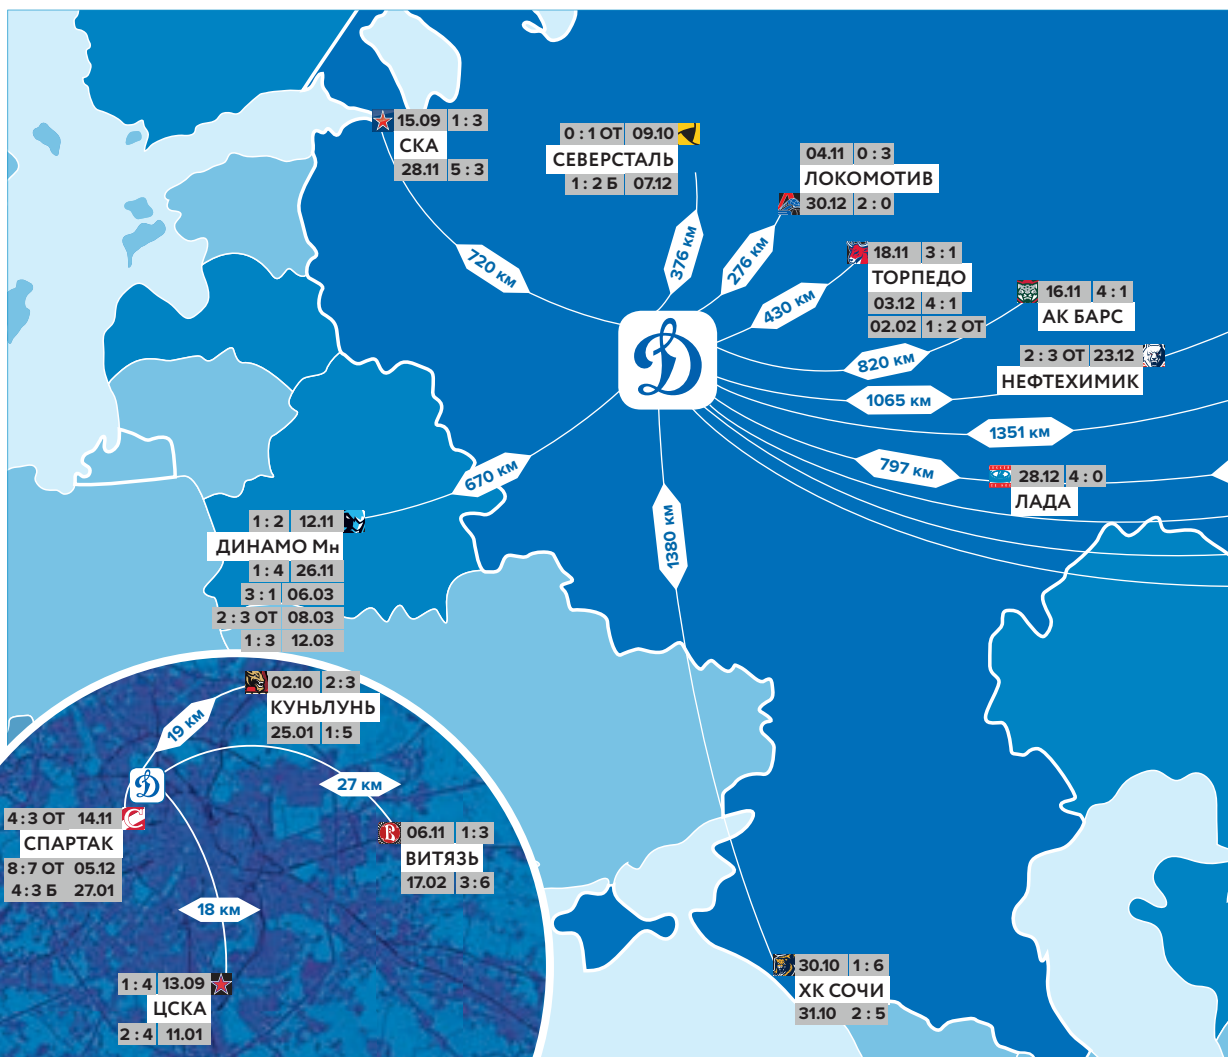 15.09 1 : 3
СКА
28.11 5 : 3
0 : 1 ОТ 09.10
СЕВЕРСТАЛЬ
1 : 2 Б 07.12
04.11 0 : 3
ЛОКОМОТИВ
30.12 2 : 0
18.11 3 : 1
ТОРПЕДО
03.12 4 : 1
02.02 1 : 2 ОТ
16.11 4 : 1
АК БАРС
2 : 3 ОТ 23.12
НЕФТЕХИМИК
720 км
376 км
276 км
430 км
820 км
1065 км
1351 км
797 км
28.12 4 : 0
ЛАДА
670 км
1380 км
Д
1 : 2 12.11
ДИНАМО Мн
1 : 4 26.11
3 : 1 06.03
2 : 3 ОТ 08.03
1 : 3 12.03
02.10 2 : 3
КУНЬЛУНЬ
25.01 1 : 5
19 км
Д
27 км
4 : 3 ОТ 14.11
СПАРТАК
8 : 7 ОТ 05.12
4 : 3 Б 27.01
06.11 1 : 3
ВИТЯЗЬ
17.02 3 : 6
18 км
1 : 4 13.09
ЦСКА
2 : 4 11.01
30.10 1 : 6
ХК СОЧИ
31.10 2 : 5